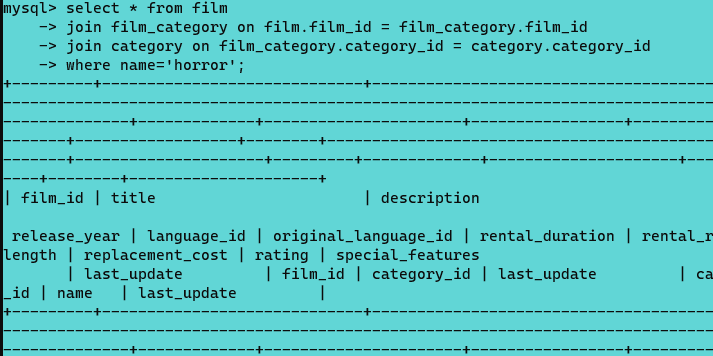 mysql> select * from film
    -> join film_category on film.film_id = film_category.film_id
    -> join category on film_category.category_id = category.category_id
    -> where name='horror';
+---------+-----------------------------+--------------------------------------
-------------------------------------------------------------------------------
--------------+-------------+----------------------+-----------------+---------
-------+------------------+--------+-------------------------------------------
-------+---------------------+---------+-------------+---------------------+---
----+--------+---------------------+
| film_id | title                       | description
 release_year | language_id | original_language_id | rental_duration | rental_r
length | replacement_cost | rating | special_features
       | last_update         | film_id | category_id | last_update         | ca
_id | name   | last_update         |
+---------+-----------------------------+--------------------------------------
-------------------------------------------------------------------------------
--------------+-------------+----------------------+-----------------+---------